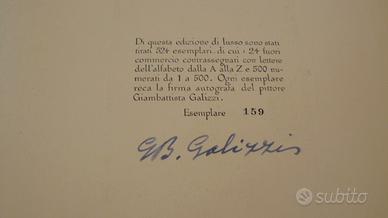 Di questa edizione di lusso sono stati
tirati 524 esemplari di cui i 24 fuori
commercio contrassegnati con lettere
dell'alfabeto dalla A alla Z e 500 nu-
merati da 1 a 500. Ogni esemplare
reca la firma autografa del pittore
Giambattista Galizzi.
Esemplare 159
GB. Galizzi
subito